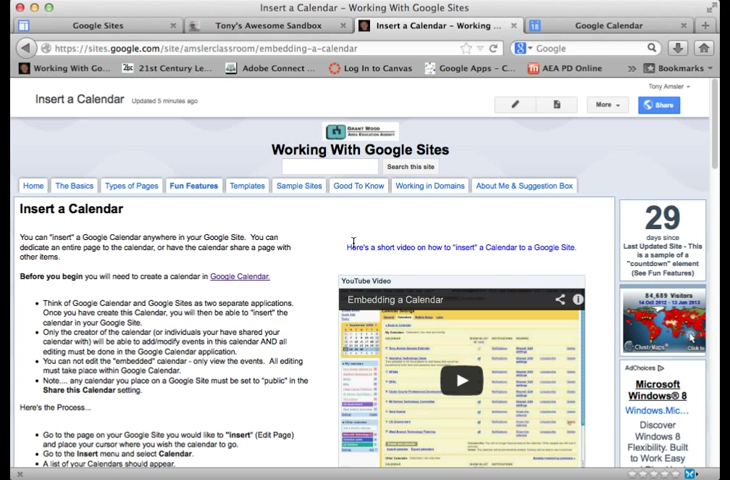 Insert a Calendar – Working With Google Sites
Google Sites
Tony's Awesome Sandbox
Insert a Calendar – Working ...
Google Calendar
https://sites.google.com/site/amslerclassroom/embedding-a-calendar
Google
Working With Go...
21st Century Le...
Adobe Connect ...
Log In to Canvas
Google Apps - C...
AEA PD Online
Bookmarks
Tony Amsler
Insert a Calendar Updated 5 minutes ago
More
Share
GRANT WOOD
AREA EDUCATION AGENCY
Working With Google Sites
Search this site
Home
The Basics
Types of Pages
Fun Features
Templates
Sample Sites
Good To Know
Working in Domains
About Me & Suggestion Box
Insert a Calendar
You can "insert" a Google Calendar anywhere in your Google Site. You can
dedicate an entire page to the calendar, or have the calendar share a page with
other items.
Before you begin you will need to create a calendar in Google Calendar.
Think of Google Calendar and Google Sites as two separate applications.
Once you have created this Calendar, you will then be able to "insert" the
calendar in your Google Site.
Only the creator of the calendar (or individuals you have shared your
calendar with) will be able to add/modify events in this calendar AND all
editing must be done in the Google Calendar application.
You can not edit the "embedded" calendar - only view the events. All editing
must take place within Google Calendar.
Note.... any calendar you place on a Google Site must be set to "public" in the
Share this Calendar setting.
Here's the Process...
Go to the page on your Google Site you would like to "insert" (Edit Page)
and place your cursor where you wish the calendar to go.
Go to the Insert menu and select Calendar.
A list of your Calendars should appear.
Here's a short video on how to "insert" a Calendar to a Google Site.
YouTube Video
Embedding a Calendar
29
days since
Last Updated Site - This
is a sample of a
"countdown" element
(See Fun Features)
84,689 Visitors
ClustrMaps
AdChoices
Microsoft
Windows® 8
Windows.Mic...
Discover
Windows 8
Flexibility. Built
to Work Easy